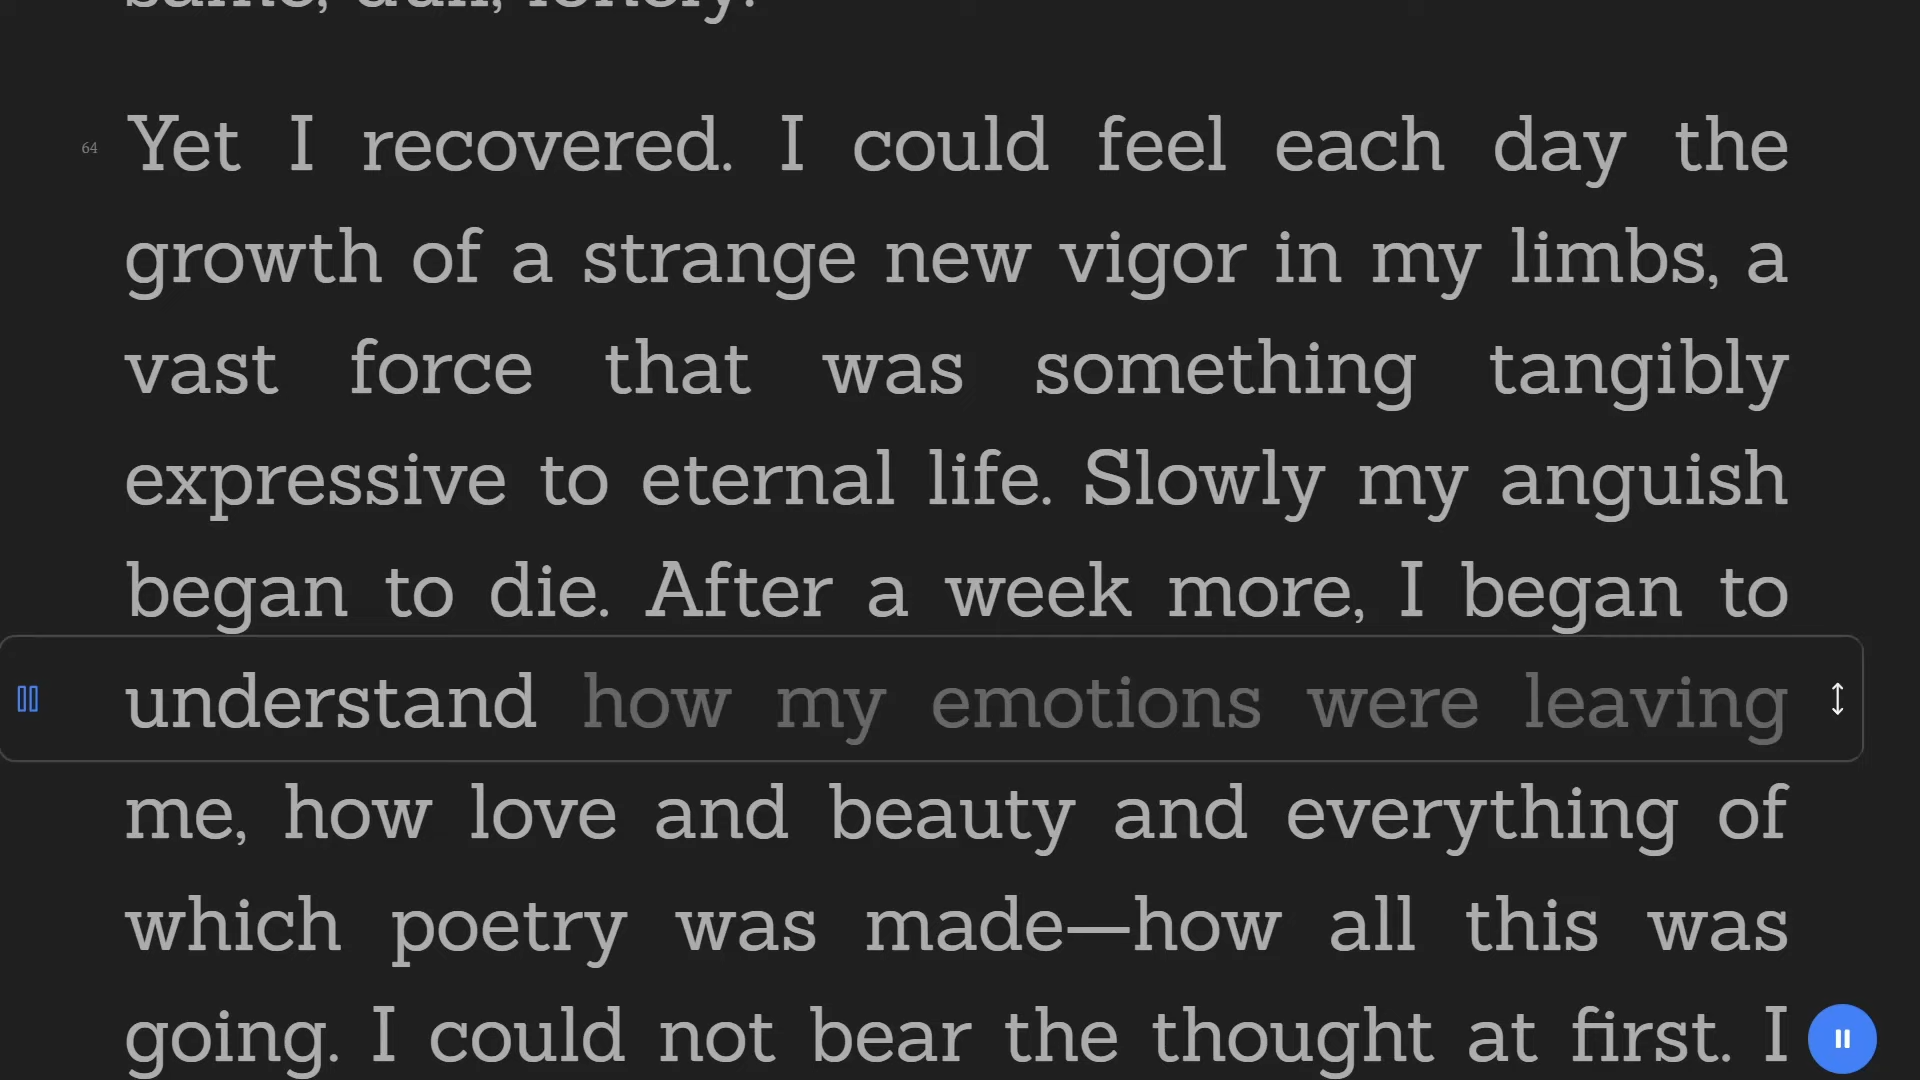 same, dull, lonely.
64
Yet I recovered. I could feel each day the
growth of a strange new vigor in my limbs, a
vast force that was something tangibly
expressive to eternal life. Slowly my anguish
began to die. After a week more, I began to
understand how my emotions were leaving
me, how love and beauty and everything of
which poetry was made—how all this was
going. I could not bear the thought at first. I